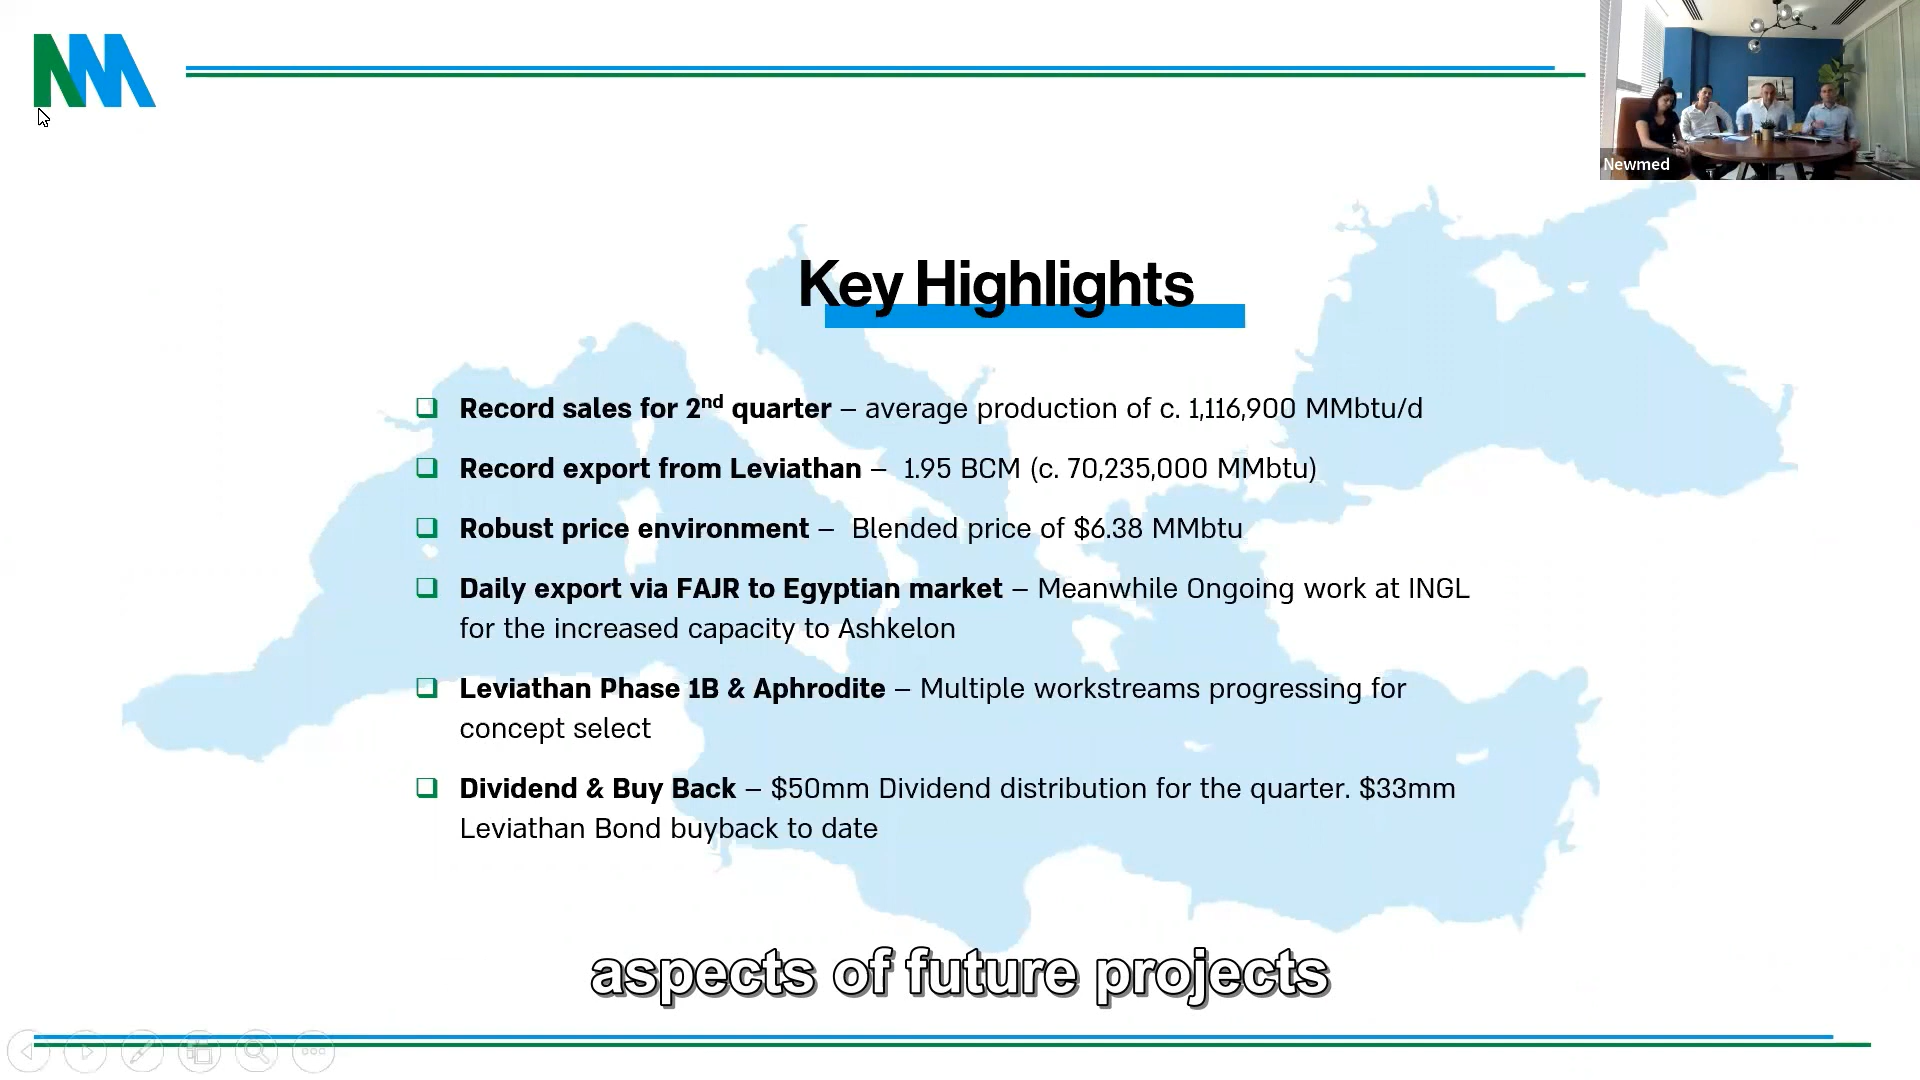 NM
Newmed
Key Highlights
❑ Record sales for 2nd quarter – average production of c. 1,116,900 MMbtu/d
❑ Record export from Leviathan – 1.95 BCM (c. 70,235,000 MMbtu)
❑ Robust price environment – Blended price of $6.38 MMbtu
❑ Daily export via FAJR to Egyptian market – Meanwhile Ongoing work at INGL
for the increased capacity to Ashkelon
❑ Leviathan Phase 1B & Aphrodite – Multiple workstreams progressing for
concept select
❑ Dividend & Buy Back – $50mm Dividend distribution for the quarter. $33mm
Leviathan Bond buyback to date
aspects of future projects